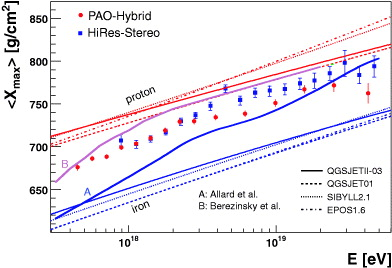 <Xmax> [g/cm²]
PAO-Hybrid
HiRes-Stereo
850
800
750
700
650
proton
iron
B
A
A: Allard et al.
B: Berezinsky et al.
QGSJETII-03
QGSJET01
SIBYLL2.1
EPOS1.6
10¹⁸
10¹⁹
E [eV]